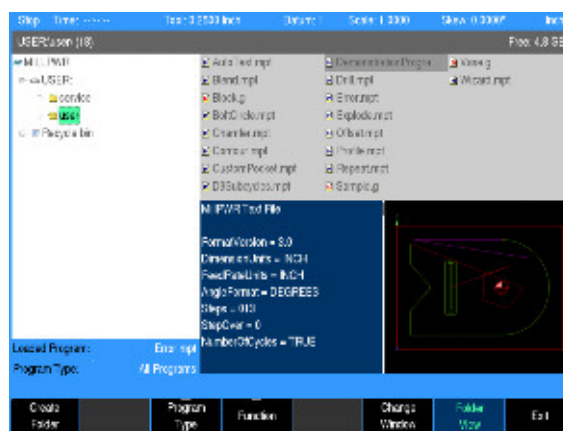 Stop Time: --:--:-- Tool: 0.2500 Inch Datum: 1 Scale: 1.0000 Skew: 0.0000° Inch
USER:\user\ (18) Free: 4.8 GB
MILLPWR
USER:
service
user
Recycle bin
AutoText.mpt
Blend.mpt
Block.g
BoltCircle.mpt
Chamfer.mpt
Contour.mpt
CustomPocket.mpt
D3Subcycles.mpt
DemonstrationProgra
Drill.mpt
Error.mpt
Explode.mpt
Offset.mpt
Profile.mpt
Repeat.mpt
Sample.g
Vise.g
Wizard.mpt
MILLPWR Text File
FormatVersion = 3.0
DimensionUnits = INCH
FeedRateUnits = INCH
AngleFormat = DEGREES
Steps = 013
StepOver = 0
NumberOfCycles = TRUE
Loaded Program: Error.mpt
Program Type: All Programs
Create Folder
Program Type
Function
Change Window
Folder View
Exit